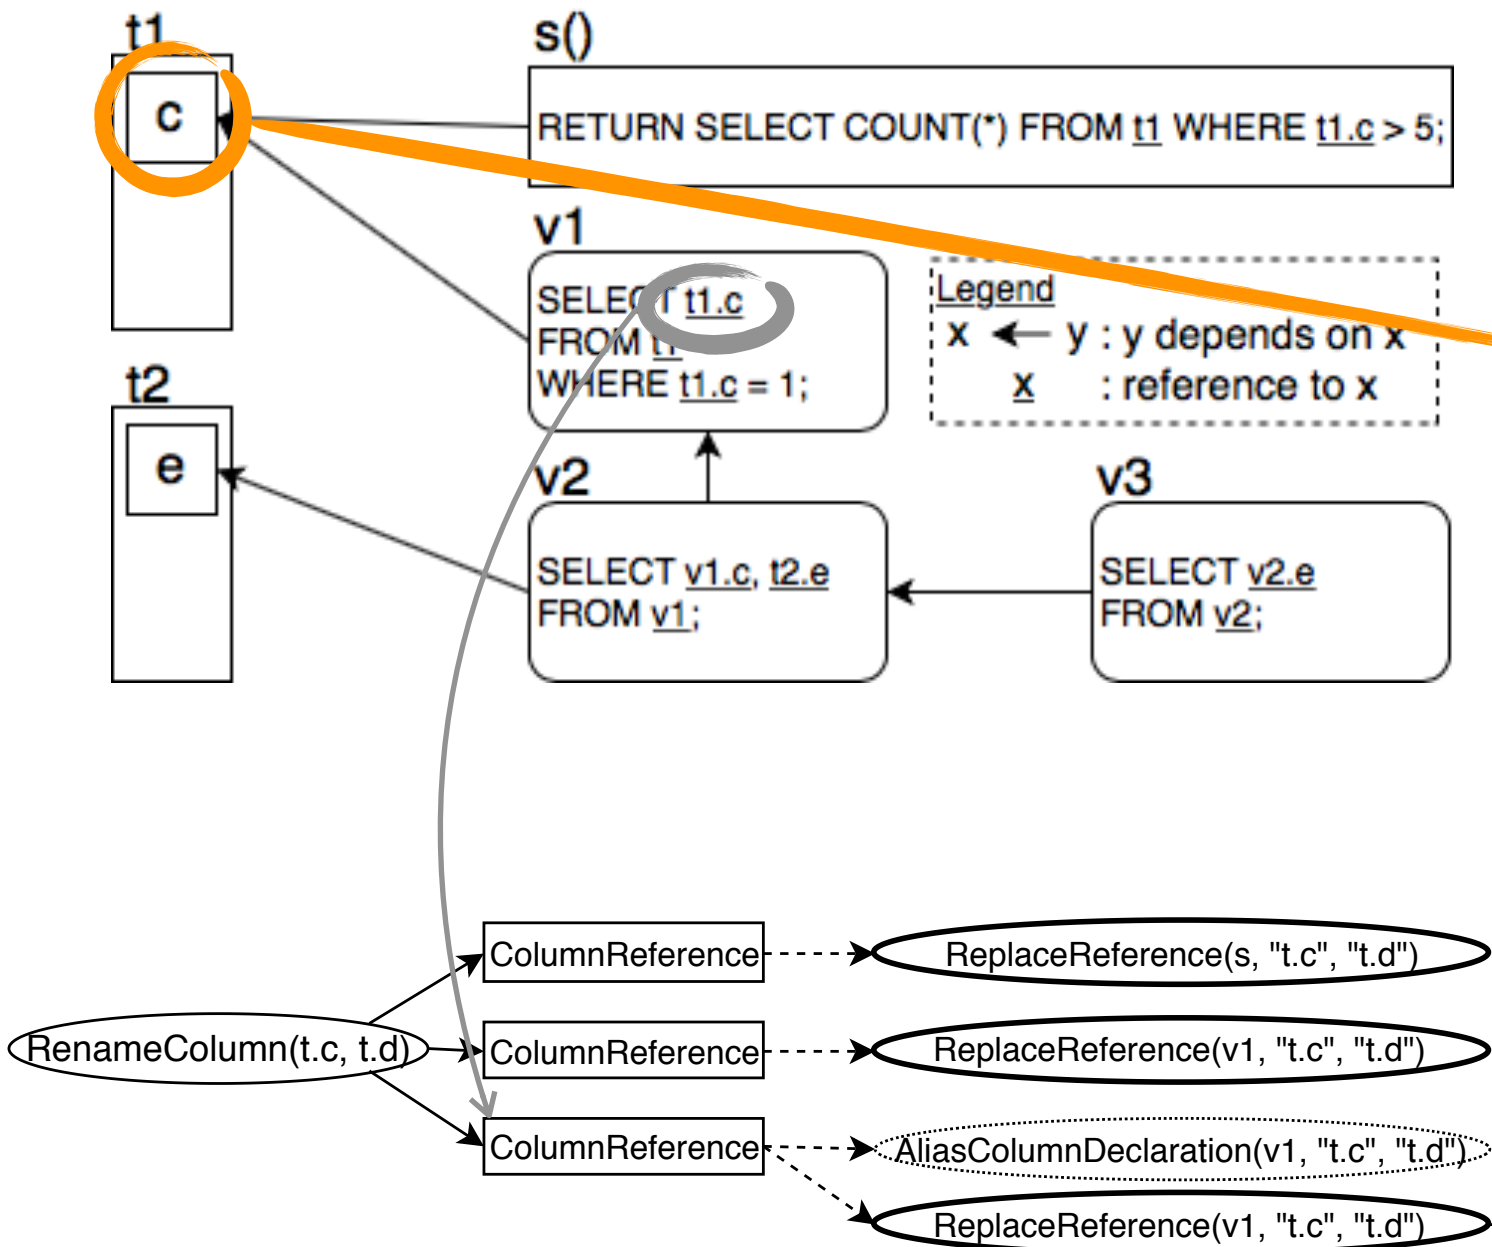 t1
c
s()
RETURN SELECT COUNT(*) FROM t1 WHERE t1.c > 5;
v1
SELECT t1.c
FROM t1
WHERE t1.c = 1;
Legend
x ← y : y depends on x
x : reference to x
t2
e
v2
SELECT v1.c, t2.e
FROM v1;
v3
SELECT v2.e
FROM v2;
RenameColumn(t.c, t.d)
ColumnReference
ReplaceReference(s, "t.c", "t.d")
ColumnReference
ReplaceReference(v1, "t.c", "t.d")
ColumnReference
AliasColumnDeclaration(v1, "t.c", "t.d")
ReplaceReference(v1, "t.c", "t.d")